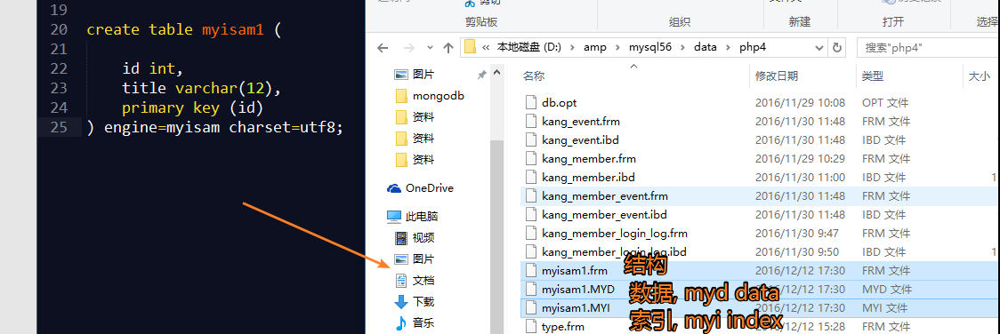 19
20 create table myisam1 (
21
22 id int,
23 title varchar(12),
24 primary key (id)
25 ) engine=myisam charset=utf8;
剪切
剪贴板 组织 新建 打开 选择
« 本地磁盘 (D:) > amp > mysql56 > data > php4
搜索"php4"
图片
mongodb
资料
资料
资料
OneDrive
此电脑
视频
图片
文档
下载
音乐
名称 修改日期 类型 大小
db.opt 2016/11/29 10:08 OPT 文件
kang_event.frm 2016/11/30 11:48 FRM 文件
kang_event.ibd 2016/11/30 11:48 IBD 文件
kang_member.frm 2016/11/29 10:29 FRM 文件
kang_member.ibd 2016/11/30 11:00 IBD 文件 1
kang_member_event.frm 2016/11/30 11:48 FRM 文件
kang_member_event.ibd 2016/11/30 11:48 IBD 文件
kang_member_login_log.frm 2016/11/30 9:47 FRM 文件
kang_member_login_log.ibd 2016/11/30 9:50 IBD 文件 1
myisam1.frm 2016/12/12 17:30 FRM 文件
myisam1.MYD 2016/12/12 17:30 MYD 文件
myisam1.MYI 2016/12/12 17:30 MYI 文件
type.frm 2016/12/12 15:28 FRM 文件
结构
数据, myd data
索引, myi index